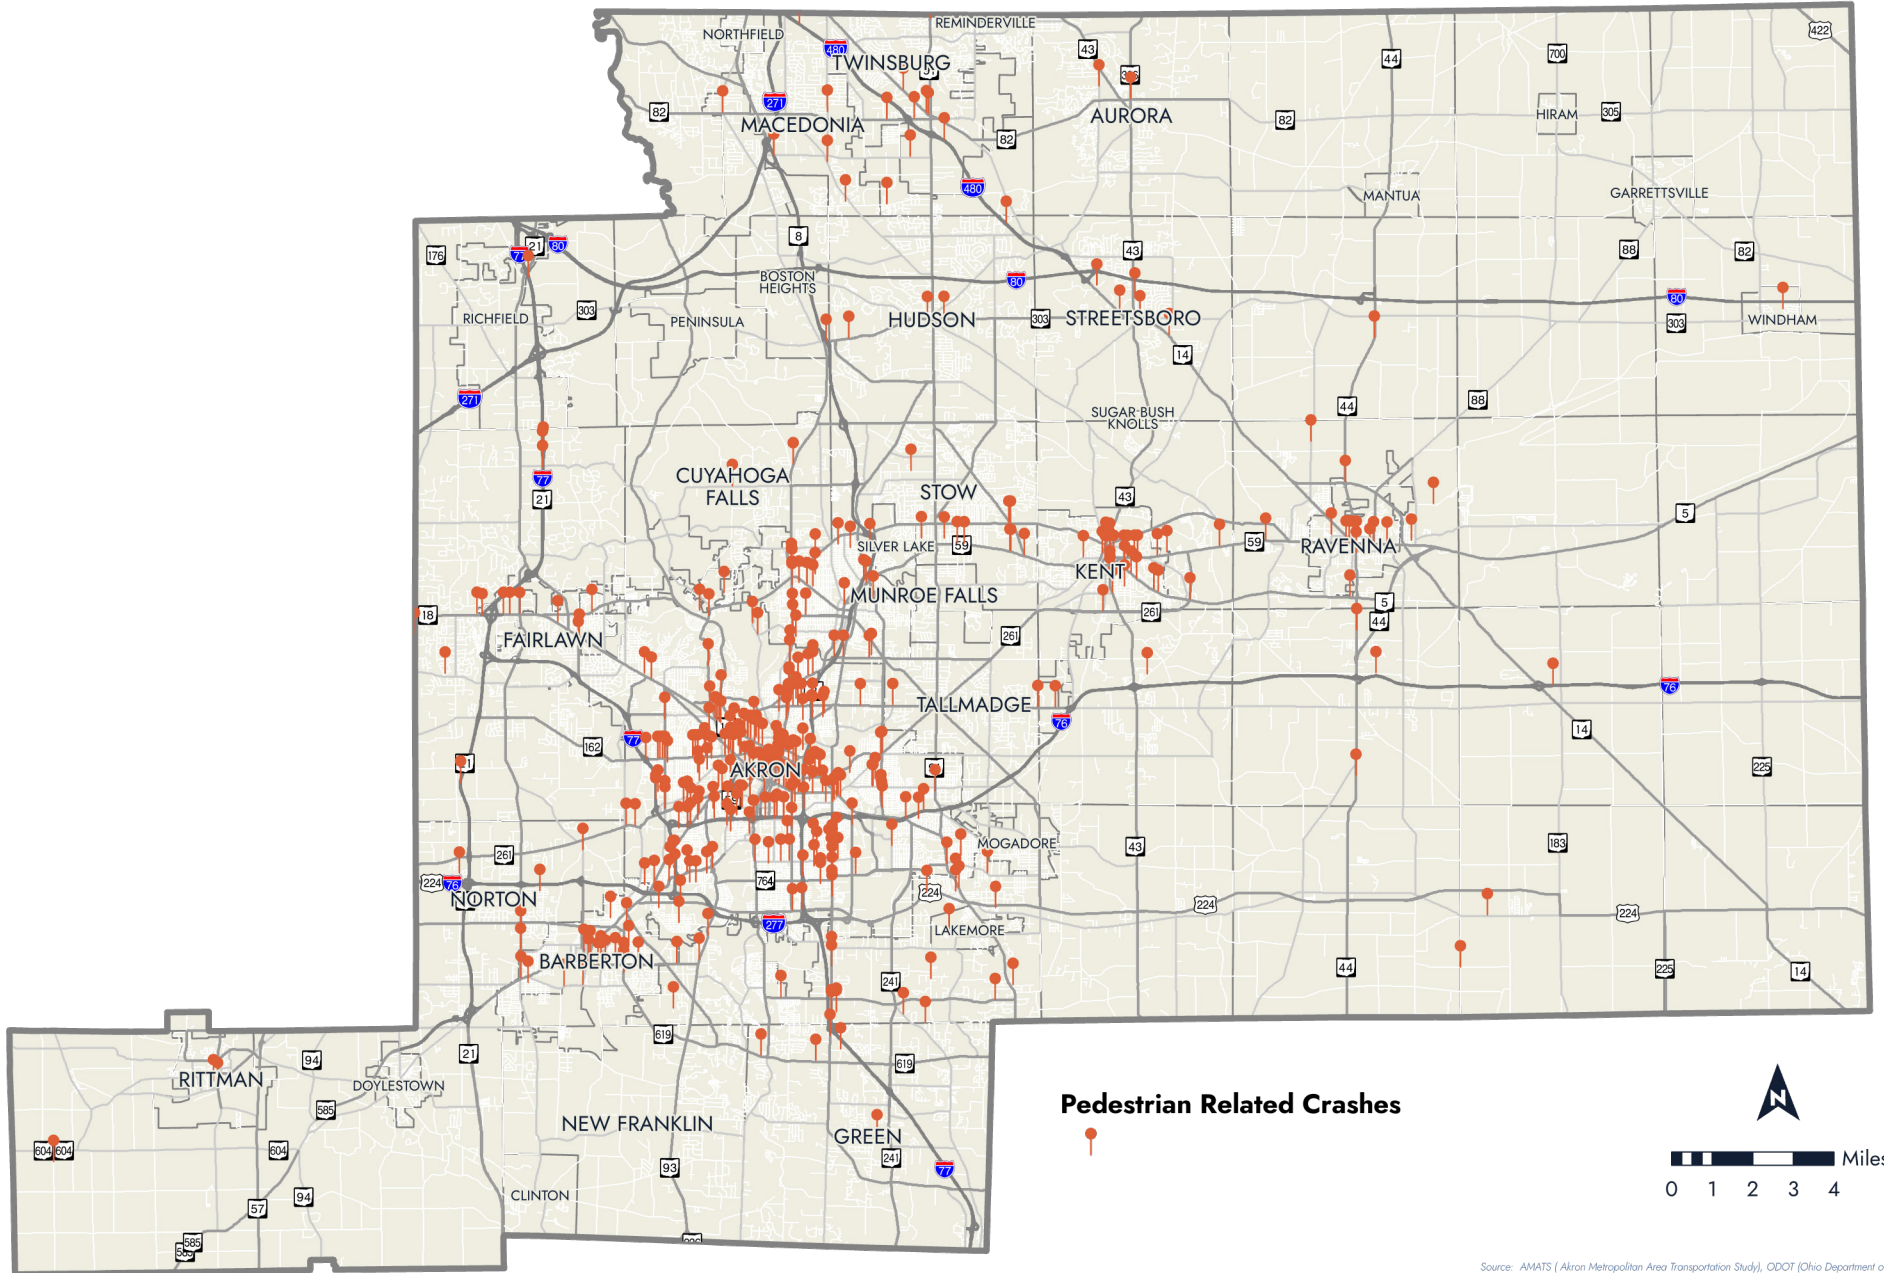 REMINDERVILLE
NORTHFIELD
422
480
43
44
700
TWINSBURG
271
82
MACEDONIA
AURORA
82
HIRAM
305
82
480
MANTUA
GARRETTSVILLE
176
77
21
80
8
43
88
82
BOSTON
HEIGHTS
80
80
303
RICHFIELD
PENINSULA
HUDSON
303
STREETSBORO
303
WINDHAM
14
271
44
88
SUGAR BUSH
KNOLLS
77
CUYAHOGA
FALLS
21
STOW
43
5
SILVER LAKE
59
59
RAVENNA
KENT
MUNROE FALLS
18
261
5
44
FAIRLAWN
261
76
TALLMADGE
76
14
162
77
225
AKRON
MOGADORE
43
183
261
764
224
76
NORTON
224
224
224
277
LAKEMORE
BARBERTON
241
44
225
14
619
21
94
619
RITTMAN
DOYLESTOWN
585
Pedestrian Related Crashes
N
NEW FRANKLIN
GREEN
604
604
604
241
93
77
Miles
0 1 2 3 4
94
CLINTON
57
585
Source: AMATS ( Akron Metropolitan Area Transportation Study), ODOT (Ohio Department o